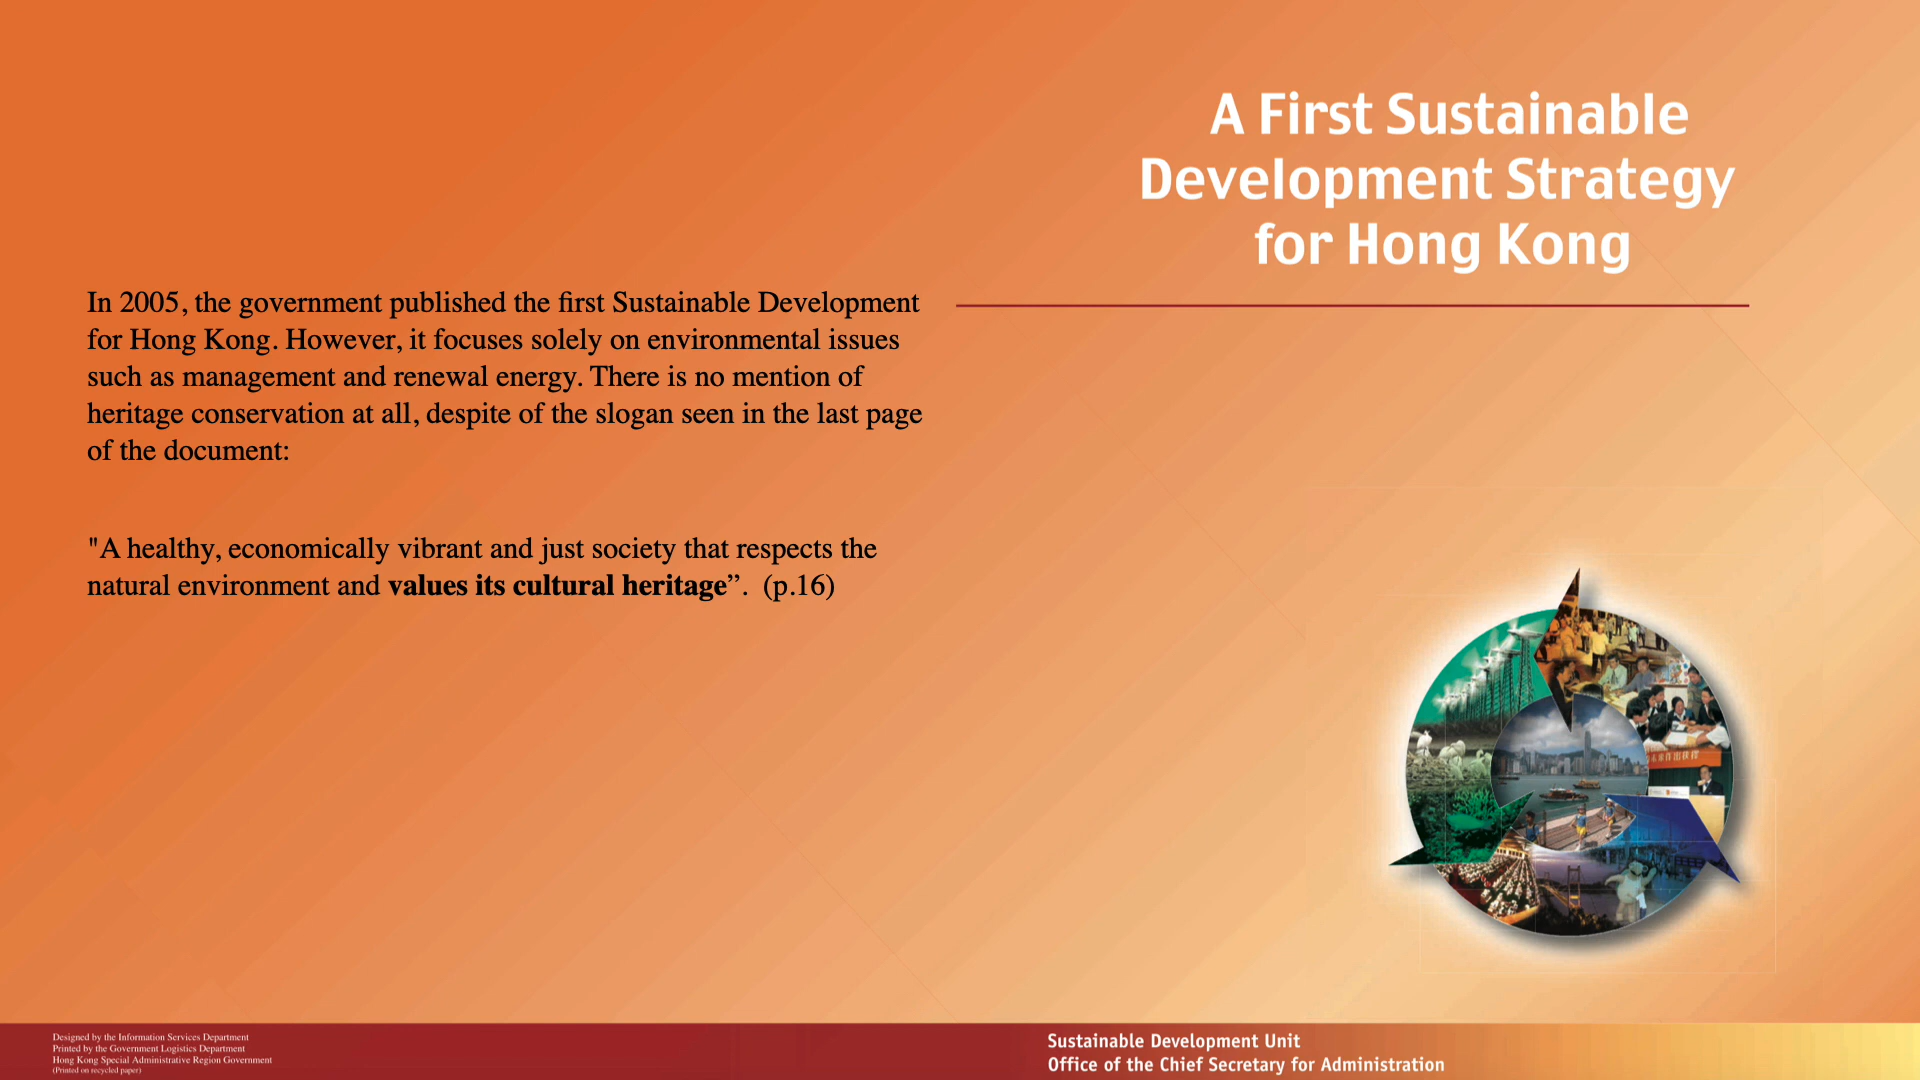 A First Sustainable
Development Strategy
for Hong Kong
In 2005, the government published the first Sustainable Development
for Hong Kong. However, it focuses solely on environmental issues
such as management and renewal energy. There is no mention of
heritage conservation at all, despite of the slogan seen in the last page
of the document:
"A healthy, economically vibrant and just society that respects the
natural environment and values its cultural heritage”.  (p.16)
Designed by the Information Services Department
Printed by the Government Logistics Department
Hong Kong Special Administrative Region Government
(Printed on recycled paper)
Sustainable Development Unit
Office of the Chief Secretary for Administration